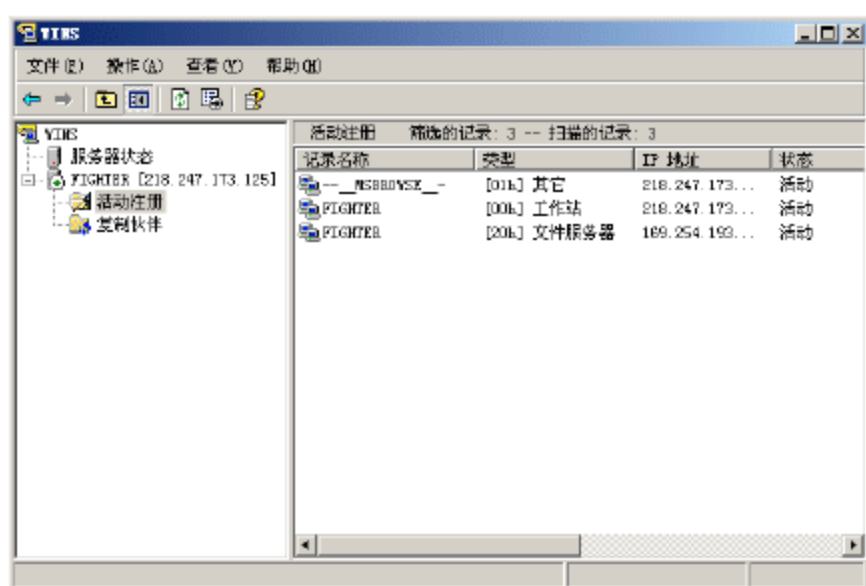 WINS
文件(F) 操作(A) 查看(V) 帮助(H)
WINS
服务器状态
FIGHTER [218.247.173.125]
活动注册
复制伙伴
活动注册 筛选的记录: 3 -- 扫描的记录: 3
记录名称 类型 IP 地址 状态
--__MSBROWSE__- [01h] 其它 218.247.173... 活动
FIGHTER [00h] 工作站 218.247.173... 活动
FIGHTER [20h] 文件服务器 169.254.193... 活动